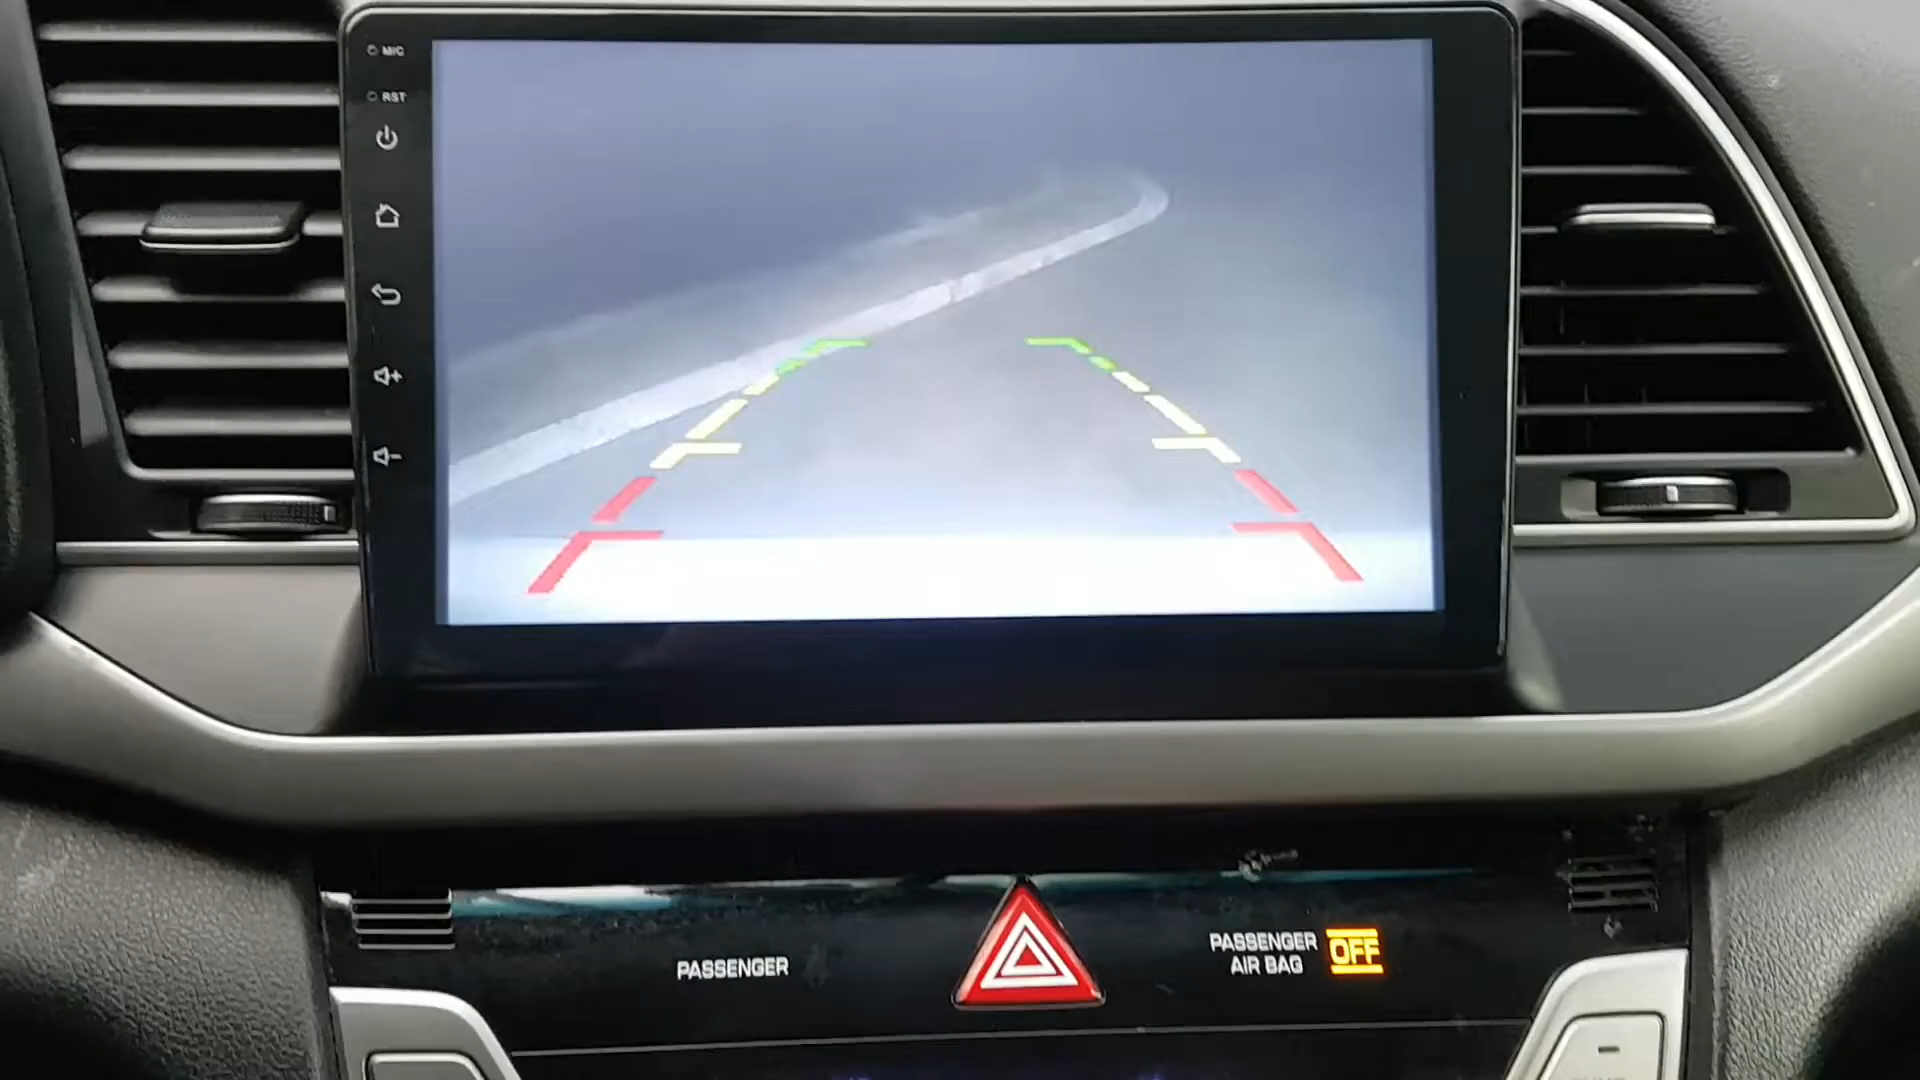 MIC
RST
PASSENGER
PASSENGER
AIR BAG
OFF